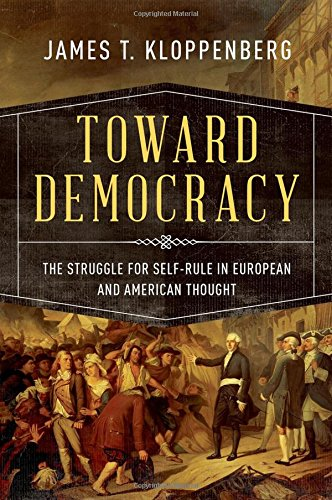 JAMES T. KLOPPENBERG
TOWARD
DEMOCRACY
THE STRUGGLE FOR SELF-RULE IN EUROPEAN
AND AMERICAN THOUGHT